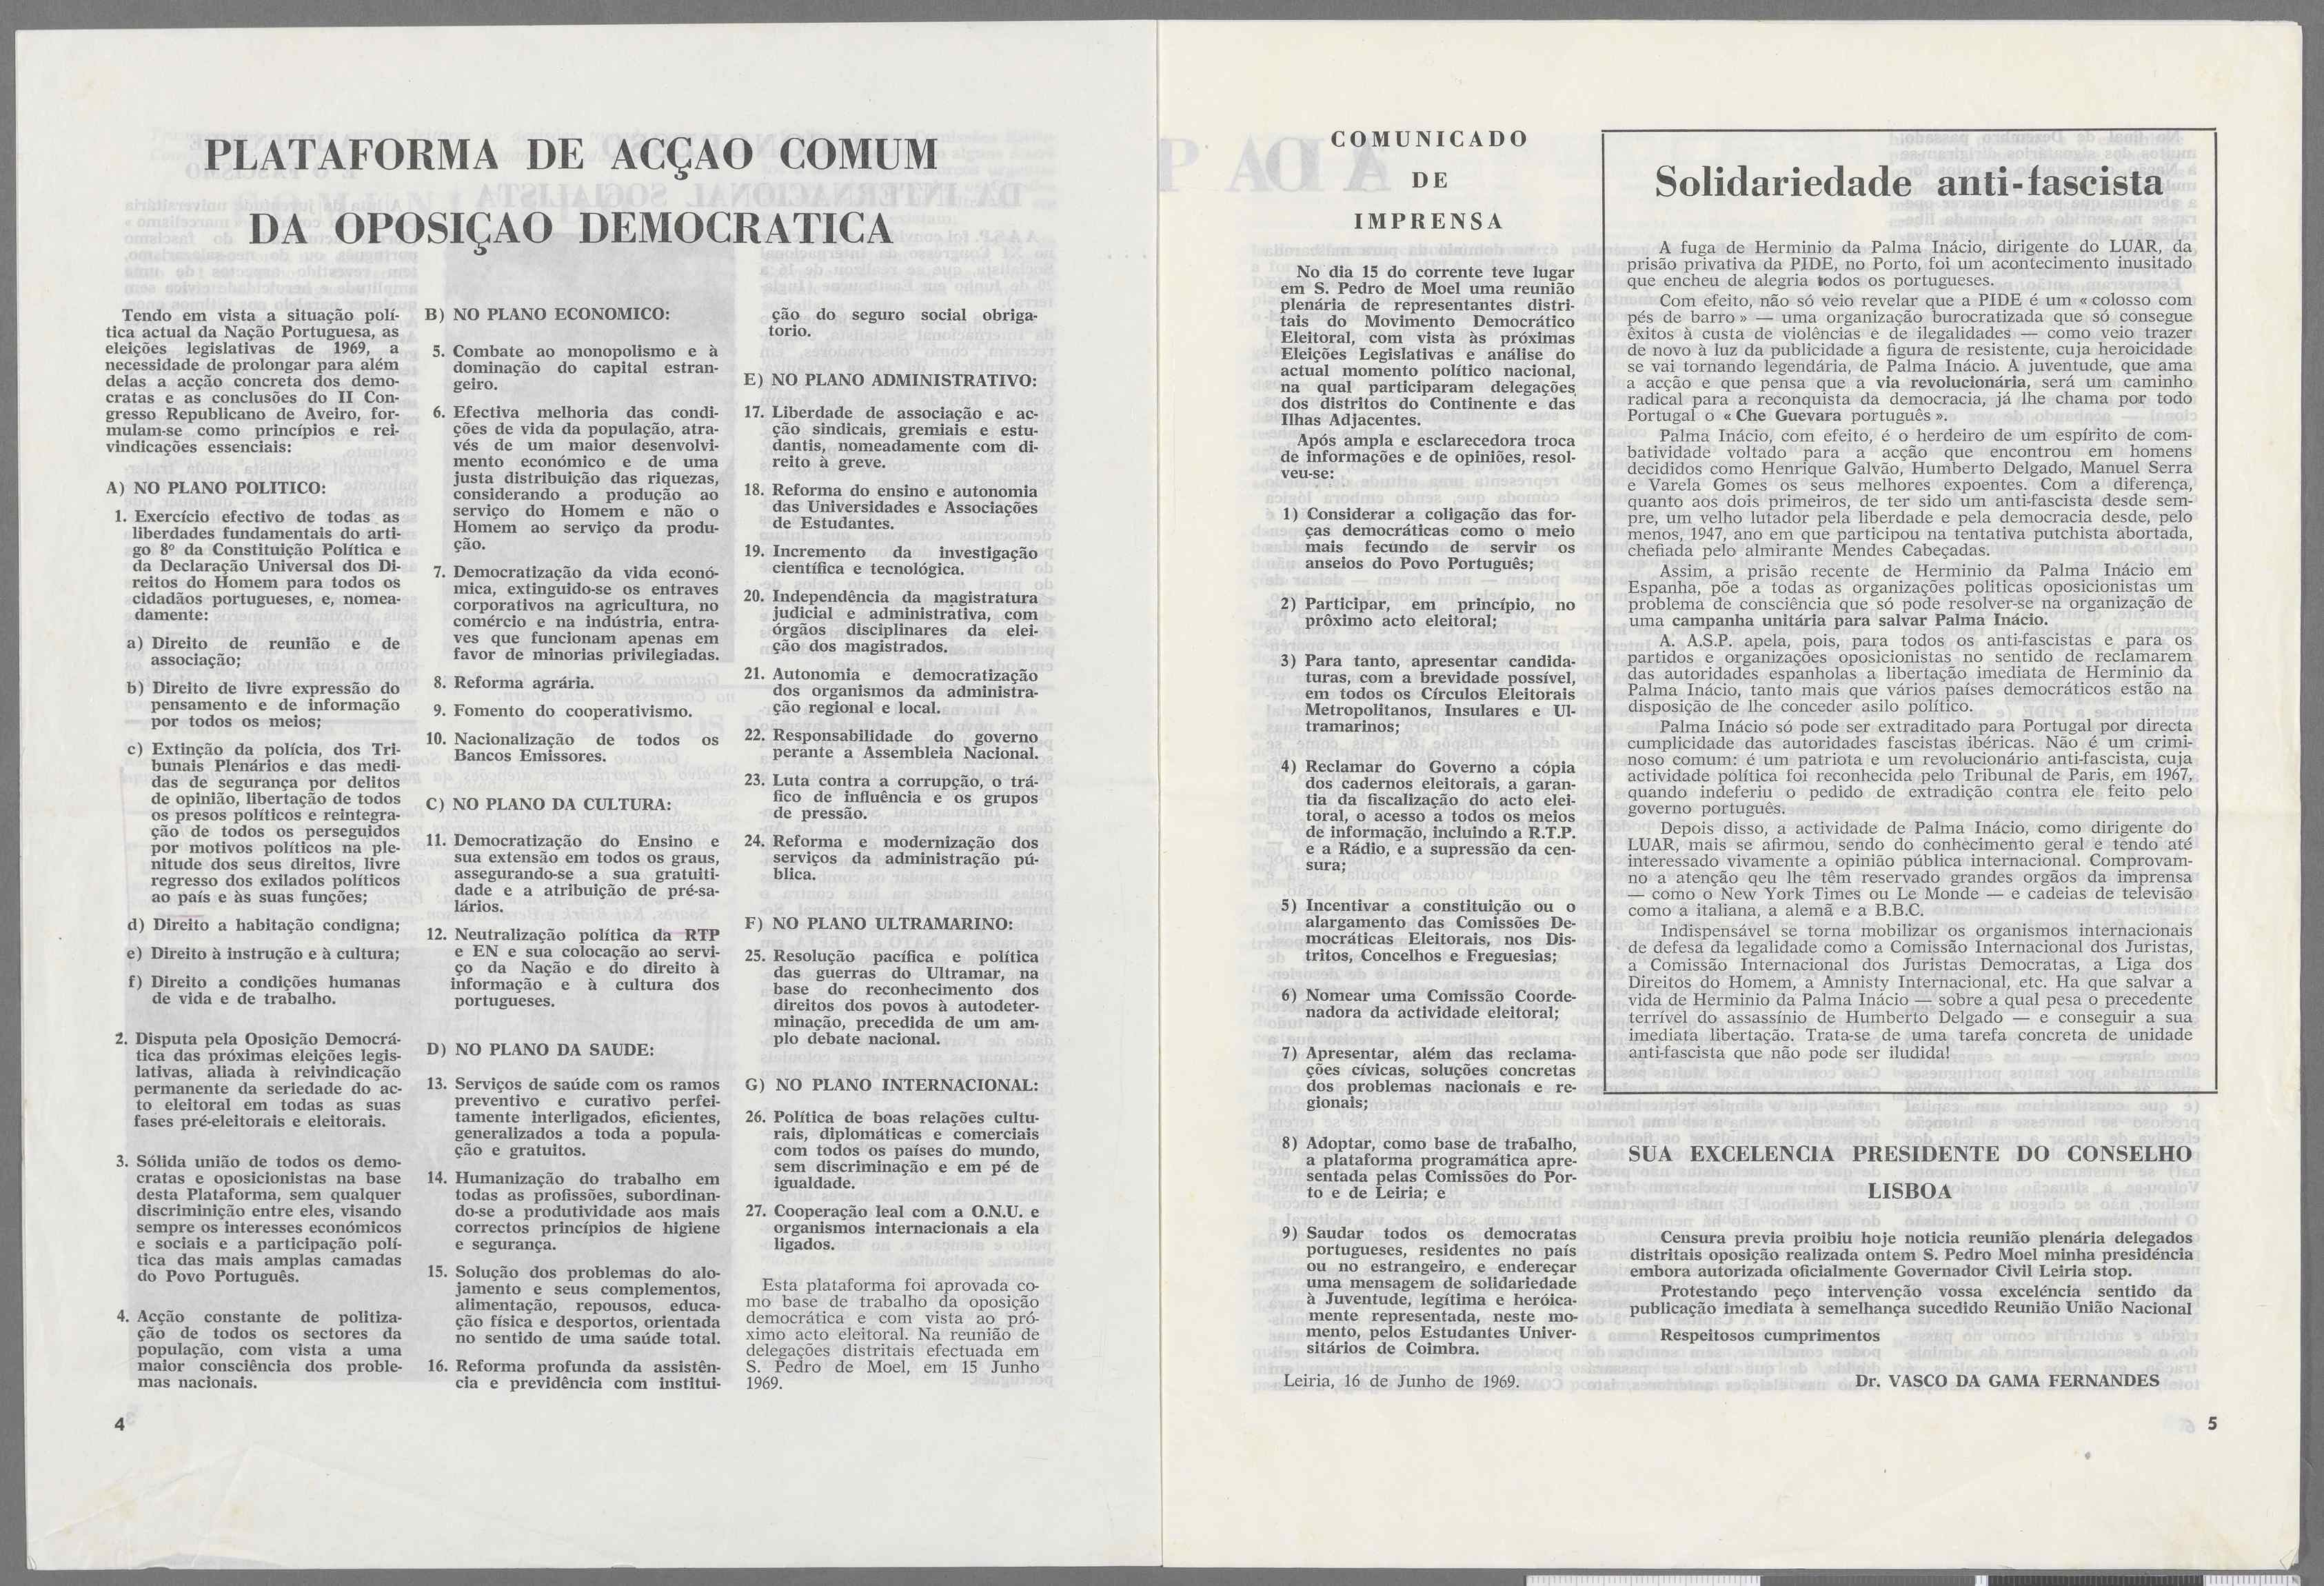 PLATAFORMA DE ACÇAO COMUM
DA OPOSIÇAO DEMOCRATICA
Tendo em vista a situação polí-
tica actual da Nação Portuguesa, as
eleições legislativas de 1969, a
necessidade de prolongar para além
delas a acção concreta dos demo-
cratas e as conclusões do II Con-
gresso Republicano de Aveiro, for-
mulam-se como princípios e rei-
vindicações essenciais:
A) NO PLANO POLITICO:
1. Exercício efectivo de todas as
liberdades fundamentais do arti-
go 8º da Constituição Política e
da Declaração Universal dos Di-
reitos do Homem para todos os
cidadãos portugueses, e, nomea-
damente:
a) Direito de reunião e de
associação;
b) Direito de livre expressão do
pensamento e de informação
por todos os meios;
c) Extinção da polícia, dos Tri-
bunais Plenários e das medi-
das de segurança por delitos
de opinião, libertação de todos
os presos políticos e reintegra-
ção de todos os perseguidos
por motivos políticos na ple-
nitude dos seus direitos, livre
regresso dos exilados políticos
ao país e às suas funções;
d) Direito a habitação condigna;
e) Direito à instrução e à cultura;
f) Direito a condições humanas
de vida e de trabalho.
2. Disputa pela Oposição Democrá-
tica das próximas eleições legis-
lativas, aliada à reivindicação
permanente da seriedade do ac-
to eleitoral em todas as suas
fases pré-eleitorais e eleitorais.
3. Sólida união de todos os demo-
cratas e oposicionistas na base
desta Plataforma, sem qualquer
discriminição entre eles, visando
sempre os interesses económicos
e sociais e a participação polí-
tica das mais amplas camadas
do Povo Português.
4. Acção constante de politiza-
ção de todos os sectores da
população, com vista a uma
maior consciência dos proble-
mas nacionais.
B) NO PLANO ECONOMICO:
5. Combate ao monopolismo e à
dominação do capital estran-
geiro.
6. Efectiva melhoria das condi-
ções de vida da população, atra-
vés de um maior desenvolvi-
mento económico e de uma
justa distribuição das riquezas,
considerando a produção ao
serviço do Homem e não o
Homem ao serviço da produ-
ção.
7. Democratização da vida econó-
mica, extinguido-se os entraves
corporativos na agricultura, no
comércio e na indústria, entra-
ves que funcionam apenas em
favor de minorias privilegiadas.
8. Reforma agrária.
9. Fomento do cooperativismo.
10. Nacionalização de todos os
Bancos Emissores.
C) NO PLANO DA CULTURA:
11. Democratização do Ensino e
sua extensão em todos os graus,
assegurando-se a sua gratuiti-
dade e a atribuição de pré-sa-
lários.
12. Neutralização política da RTP
e EN e sua colocação ao servi-
ço da Nação e do direito à
informação e à cultura dos
portugueses.
D) NO PLANO DA SAUDE:
13. Serviços de saúde com os ramos
preventivo e curativo perfei-
tamente interligados, eficientes,
generalizados a toda a popula-
ção e gratuitos.
14. Humanização do trabalho em
todas as profissões, subordinan-
do-se a produtividade aos mais
correctos princípios de higiene
e segurança.
15. Solução dos problemas do alo-
jamento e seus complementos,
alimentação, repousos, educa-
ção física e desportos, orientada
no sentido de uma saúde total.
16. Reforma profunda da assistên-
cia e previdência com institui-
ção do seguro social obriga-
torio.
E) NO PLANO ADMINISTRATIVO:
17. Liberdade de associação e ac-
ção sindicais, gremiais e estu-
dantis, nomeadamente com di-
reito à greve.
18. Reforma do ensino e autonomia
das Universidades e Associações
de Estudantes.
19. Incremento da investigação
científica e tecnológica.
20. Independência da magistratura
judicial e administrativa, com
órgãos disciplinares da elei-
ção dos magistrados.
21. Autonomia e democratização
dos organismos da administra-
ção regional e local.
22. Responsabilidade do governo
perante a Assembleia Nacional.
23. Luta contra a corrupção, o trá-
fico de influência e os grupos
de pressão.
24. Reforma e modernização dos
serviços da administração pú-
blica.
F) NO PLANO ULTRAMARINO:
25. Resolução pacífica e política
das guerras do Ultramar, na
base do reconhecimento dos
direitos dos povos à autodeter-
minação, precedida de um am-
plo debate nacional.
G) NO PLANO INTERNACIONAL:
26. Política de boas relações cultu-
rais, diplomáticas e comerciais
com todos os países do mundo,
sem discriminação e em pé de
igualdade.
27. Cooperação leal com a O.N.U. e
organismos internacionais a ela
ligados.
Esta plataforma foi aprovada co-
mo base de trabalho da oposição
democrática e com vista ao pró-
ximo acto eleitoral. Na reunião de
delegações distritais efectuada em
S. Pedro de Moel, em 15 Junho
1969.
4
COMUNICADO
DE
IMPRENSA
No dia 15 do corrente teve lugar
em S. Pedro de Moel uma reunião
plenária de representantes distri-
tais do Movimento Democrático
Eleitoral, com vista às próximas
Eleições Legislativas e análise do
actual momento político nacional,
na qual participaram delegações
dos distritos do Continente e das
Ilhas Adjacentes.
Após ampla e esclarecedora troca
de informações e de opiniões, resol-
veu-se:
1) Considerar a coligação das for-
ças democráticas como o meio
mais fecundo de servir os
anseios do Povo Português;
2) Participar, em princípio, no
prôximo acto eleitoral;
3) Para tanto, apresentar candida-
turas, com a brevidade possível,
em todos os Círculos Eleitorais
Metropolitanos, Insulares e Ul-
tramarinos;
4) Reclamar do Governo a cópia
dos cadernos eleitorais, a garan-
tia da fiscalização do acto elei-
toral, o acesso a todos os meios
de informação, incluindo a R.T.P.
e a Rádio, e a supressão da cen-
sura;
5) Incentivar a constituição ou o
alargamento das Comissões De-
mocráticas Eleitorais, nos Dis-
tritos, Concelhos e Freguesias;
6) Nomear uma Comissão Coorde-
nadora da actividade eleitoral;
7) Apresentar, além das reclama-
ções cívicas, soluções concretas
dos problemas nacionais e re-
gionais;
8) Adoptar, como base de trabalho,
a plataforma programática apre-
sentada pelas Comissões do Por-
to e de Leiria; e
9) Saudar todos os democratas
portugueses, residentes no país
ou no estrangeiro, e endereçar
uma mensagem de solidariedade
à Juventude, legítima e heróica-
mente representada, neste mo-
mento, pelos Estudantes Univer-
sitários de Coimbra.
Leiria, 16 de Junho de 1969.
Solidariedade anti-fascista
A fuga de Herminio da Palma Inácio, dirigente do LUAR, da
prisão privativa da PIDE, no Porto, foi um acontecimento inusitado
que encheu de alegria todos os portugueses.
Com efeito, não só veio revelar que a PIDE é um « colosso com
pés de barro » — uma organização burocratizada que só consegue
êxitos à custa de violências e de ilegalidades — como veio trazer
de novo à luz da publicidade a figura de resistente, cuja heroicidade
se vai tornando legendária, de Palma Inácio. A juventude, que ama
a acção e que pensa que a via revolucionária, será um caminho
radical para a reconquista da democracia, já lhe chama por todo
Portugal o « Che Guevara português ».
Palma Inácio, com efeito, é o herdeiro de um espírito de com-
batividade voltado para a acção que encontrou em homens
decididos como Henrique Galvão, Humberto Delgado, Manuel Serra
e Varela Gomes os seus melhores expoentes. Com a diferença,
quanto aos dois primeiros, de ter sido um anti-fascista desde sem-
pre, um velho lutador pela liberdade e pela democracia desde, pelo
menos, 1947, ano em que participou na tentativa putchista abortada,
chefiada pelo almirante Mendes Cabeçadas.
Assim, a prisão recente de Herminio da Palma Inácio em
Espanha, põe a todas as organizações politicas oposicionistas um
problema de consciência que só pode resolver-se na organização de
uma campanha unitária para salvar Palma Inácio.
A. A.S.P. apela, pois, para todos os anti-fascistas e para os
partidos e organizações oposicionistas no sentido de reclamarem
das autoridades espanholas a libertação imediata de Herminio da
Palma Inácio, tanto mais que vários países democráticos estão na
disposição de lhe conceder asilo político.
Palma Inácio só pode ser extraditado para Portugal por directa
cumplicidade das autoridades fascistas ibéricas. Não é um crimi-
noso comum: é um patriota e um revolucionário anti-fascista, cuja
actividade política foi reconhecida pelo Tribunal de Paris, em 1967,
quando indeferiu o pedido de extradição contra ele feito pelo
governo português.
Depois disso, a actividade de Palma Inácio, como dirigente do
LUAR, mais se afirmou, sendo do conhecimento geral e tendo até
interessado vivamente a opinião pública internacional. Comprovam-
no a atenção qeu lhe têm reservado grandes orgãos da imprensa
— como o New York Times ou Le Monde — e cadeias de televisão
como a italiana, a alemã e a B.B.C.
Indispensável se torna mobilizar os organismos internacionais
de defesa da legalidade como a Comissão Internacional dos Juristas,
a Comissão Internacional dos Juristas Democratas, a Liga dos
Direitos do Homem, a Amnisty Internacional, etc. Ha que salvar a
vida de Herminio da Palma Inácio — sobre a qual pesa o precedente
terrível do assassínio de Humberto Delgado — e conseguir a sua
imediata libertação. Trata-se de uma tarefa concreta de unidade
anti-fascista que não pode ser iludida!
SUA EXCELENCIA PRESIDENTE DO CONSELHO
LISBOA
Censura previa proibiu hoje noticia reunião plenária delegados
distritais oposição realizada ontem S. Pedro Moel minha presidéncia
embora autorizada oficialmente Governador Civil Leiria stop.
Protestando peço intervenção vossa exceléncia sentido da
publicação imediata à semelhança sucedido Reunião União Nacional
Respeitosos cumprimentos
Dr. VASCO DA GAMA FERNANDES
5